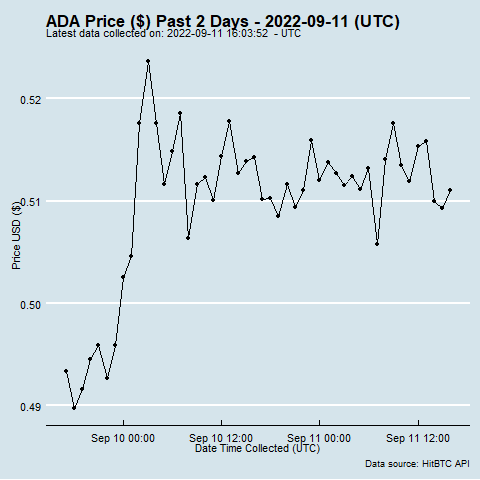 ADA Price ($) Past 2 Days - 2022-09-11 (UTC)
Latest data collected on: 2022-09-11 16:03:52 - UTC
0.52
0.51
0.50
0.49
Price USD ($)
Sep 10 00:00 Sep 10 12:00 Sep 11 00:00 Sep 11 12:00
Date Time Collected (UTC)
Data source: HitBTC API